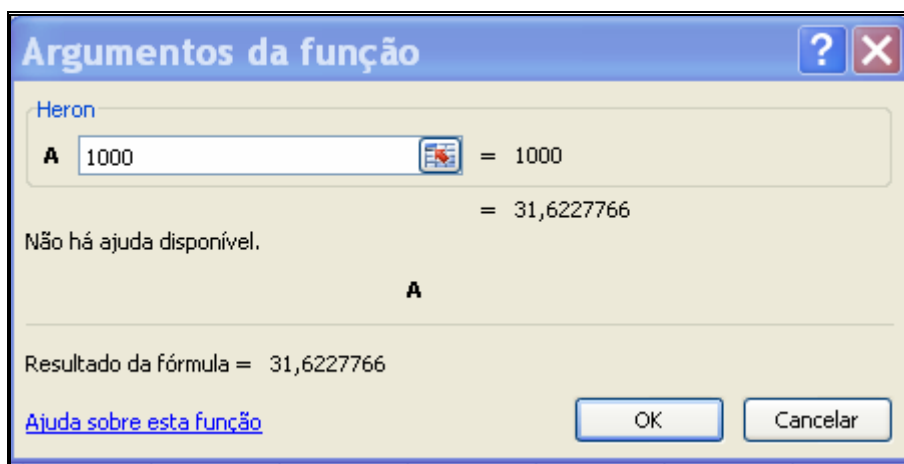 Argumentos da função
Heron
A 1000 = 1000
= 31,6227766
Não há ajuda disponível.
A
Resultado da fórmula = 31,6227766
Ajuda sobre esta função OK Cancelar